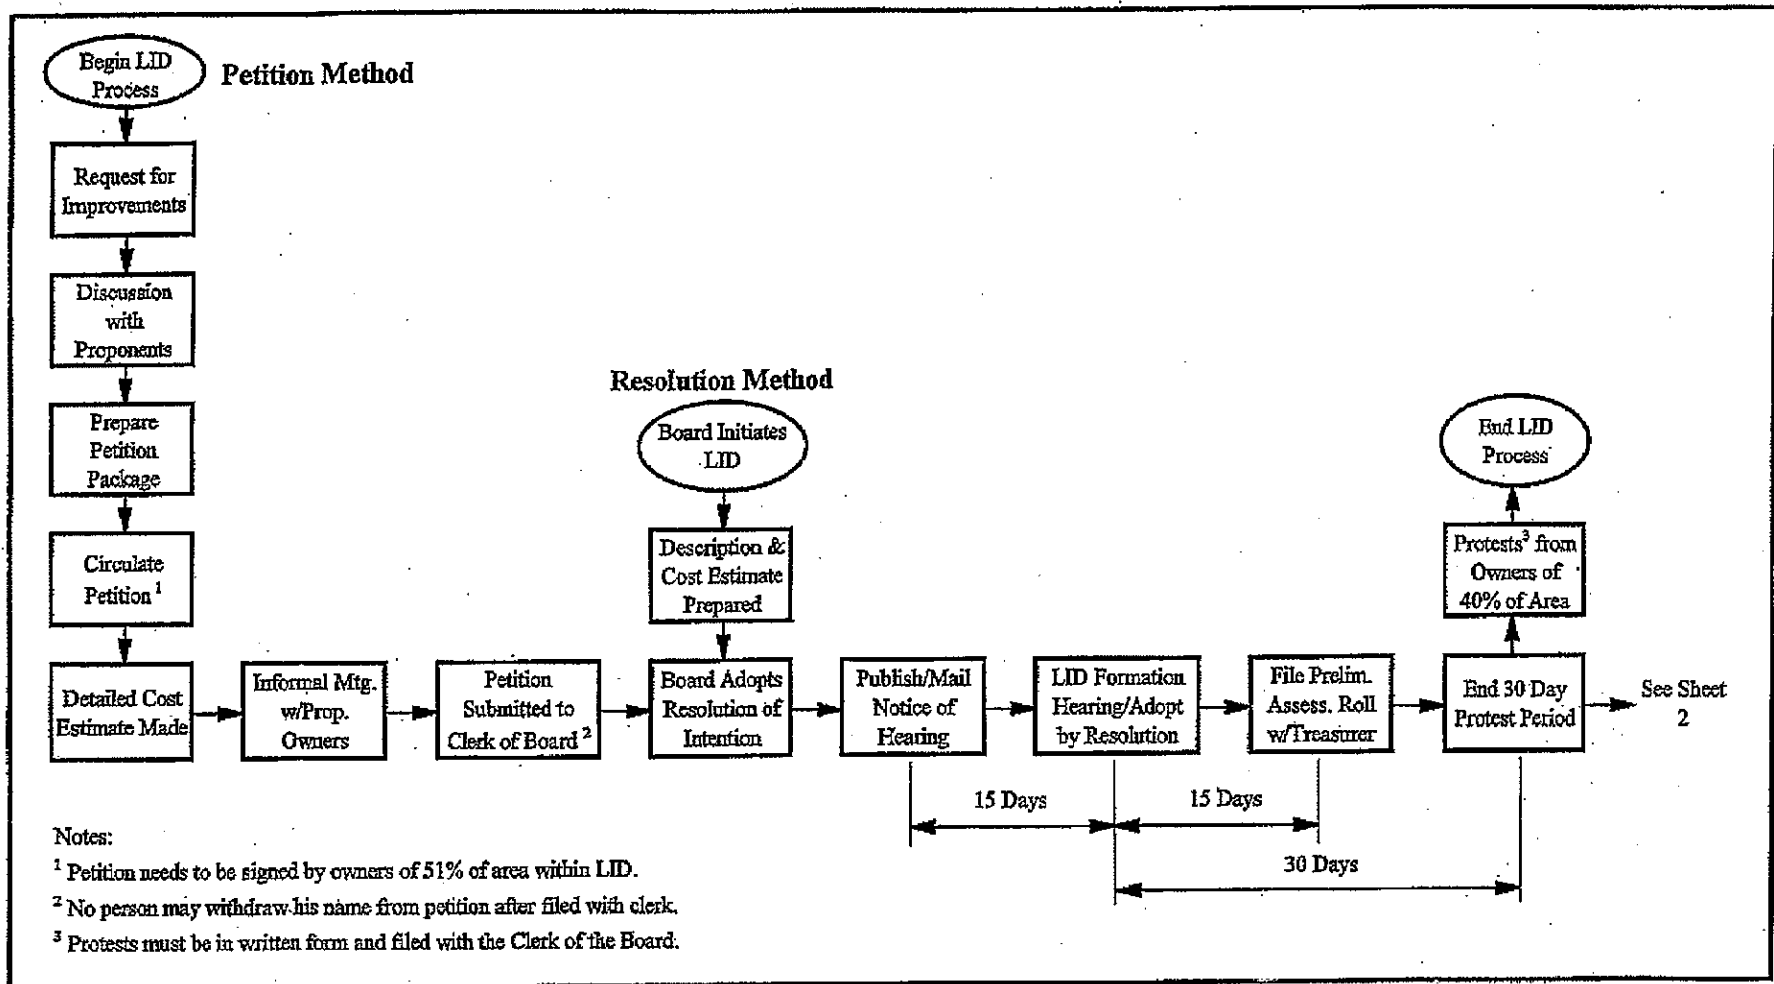 Begin LID
Process
Petition Method
Request for
Improvements
Discussion
with
Proponents
Prepare
Petition
Package
Circulate
Petition ¹
Detailed Cost
Estimate Made
Informal Mtg.
w/Prop.
Owners
Petition
Submitted to
Clerk of Board ²
Resolution Method
Board Initiates
LID
Description &
Cost Estimate
Prepared
Board Adopts
Resolution of
Intention
Publish/Mail
Notice of
Hearing
LID Formation
Hearing/Adopt
by Resolution
File Prelim.
Assess. Roll
w/Treasurer
End 30 Day
Protest Period
See Sheet
2
Protests³ from
Owners of
40% of Area
End LID
Process
15 Days
15 Days
30 Days
Notes:
¹ Petition needs to be signed by owners of 51% of area within LID.
² No person may withdraw his name from petition after filed with clerk.
³ Protests must be in written form and filed with the Clerk of the Board.